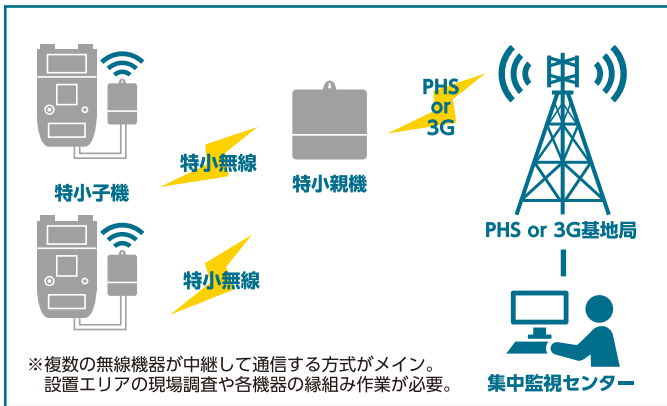 PHS
or
3G
特小無線
特小子機
特小親機
PHS or 3G基地局
特小無線
※複数の無線機器が中継して通信する方式がメイン。
設置エリアの現場調査や各機器の縁組み作業が必要。
集中監視センター